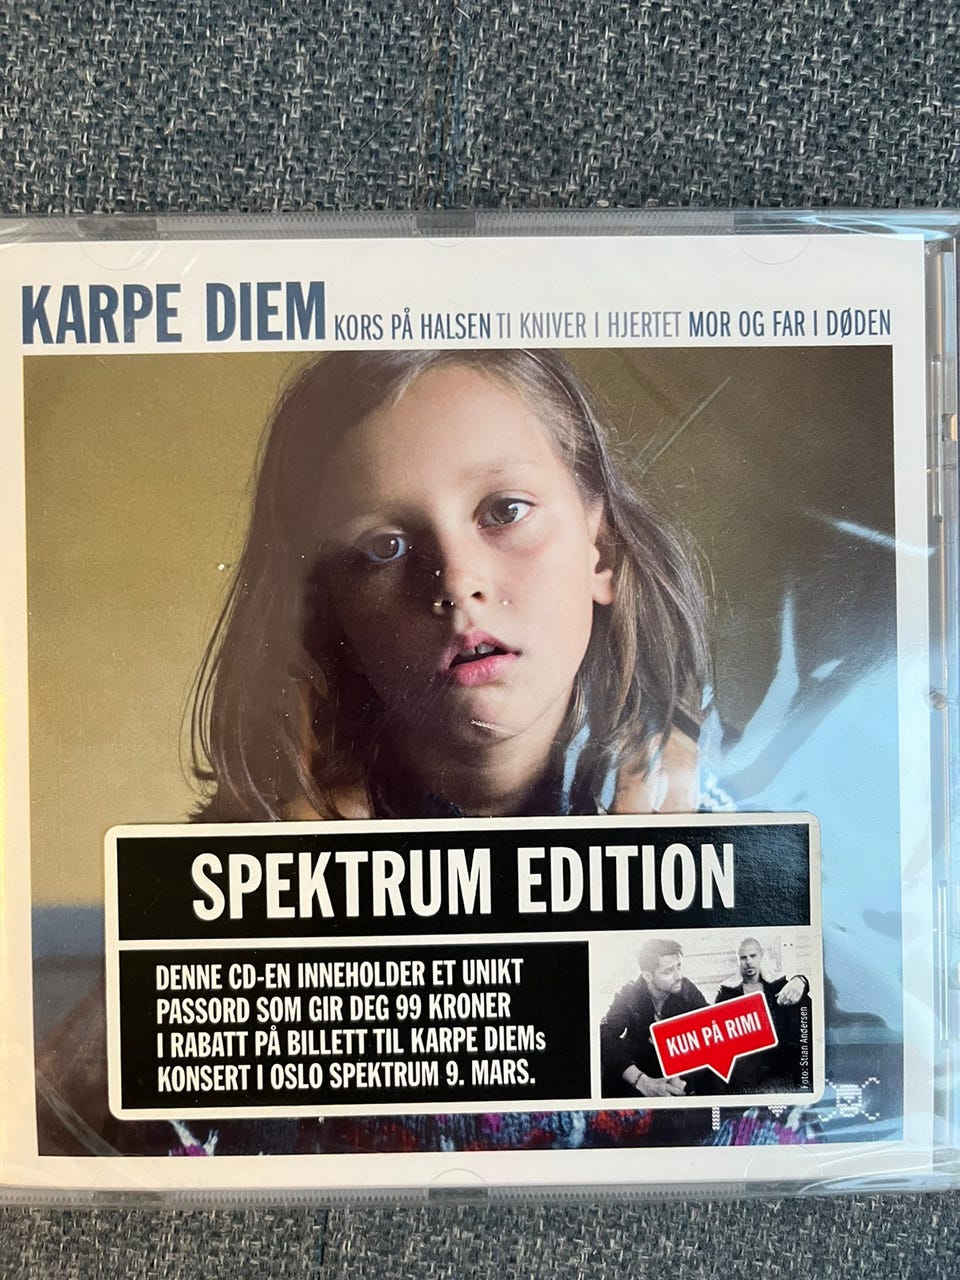 KARPE DIEM KORS PÅ HALSEN TI KNIVER I HJERTET MOR OG FAR I DØDEN
SPEKTRUM EDITION
DENNE CD-EN INNEHOLDER ET UNIKT
PASSORD SOM GIR DEG 99 KRONER
I RABATT PÅ BILLETT TIL KARPE DIEMs
KONSERT I OSLO SPEKTRUM 9. MARS.
KUN PÅ RIMI
Foto: Stian Andersen